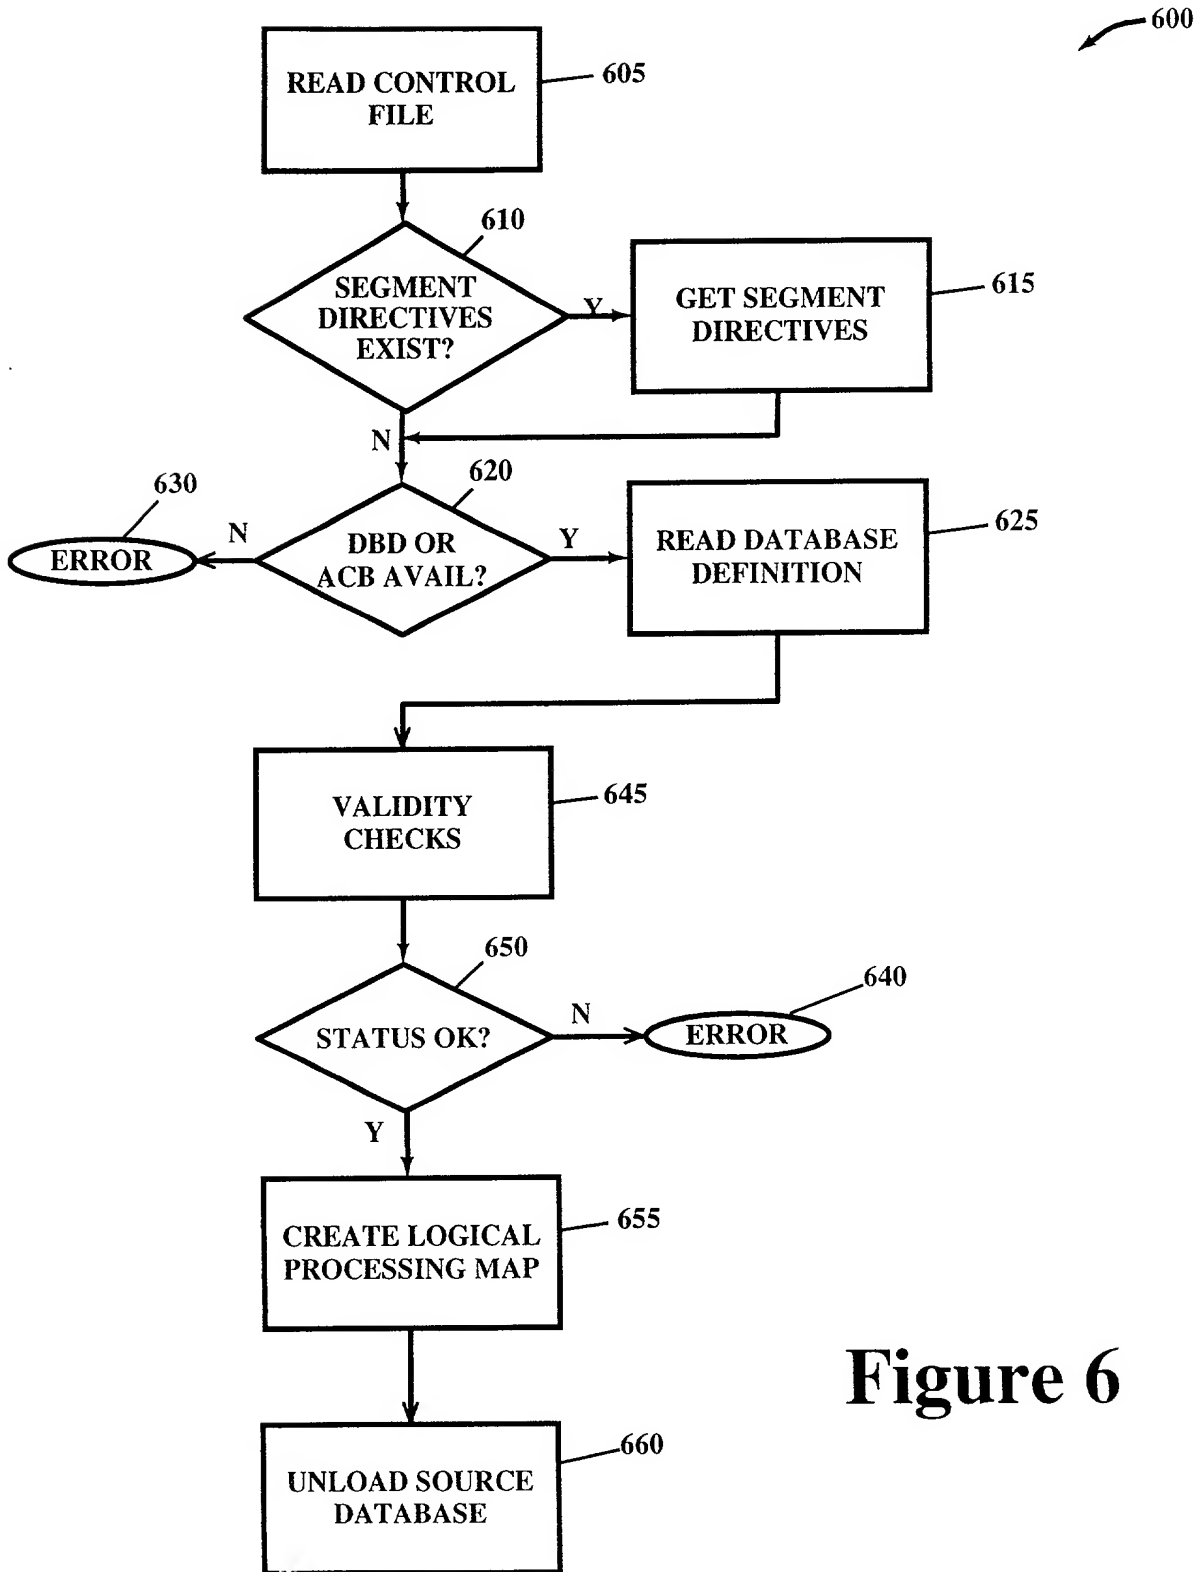 600
READ CONTROL
FILE
605
610
SEGMENT
DIRECTIVES
EXIST?
Y
GET SEGMENT
DIRECTIVES
615
N
620
630
N
ERROR
DBD OR
ACB AVAIL?
Y
READ DATABASE
DEFINITION
625
VALIDITY
CHECKS
645
650
STATUS OK?
N
640
ERROR
Y
CREATE LOGICAL
PROCESSING MAP
655
UNLOAD SOURCE
DATABASE
660
Figure 6